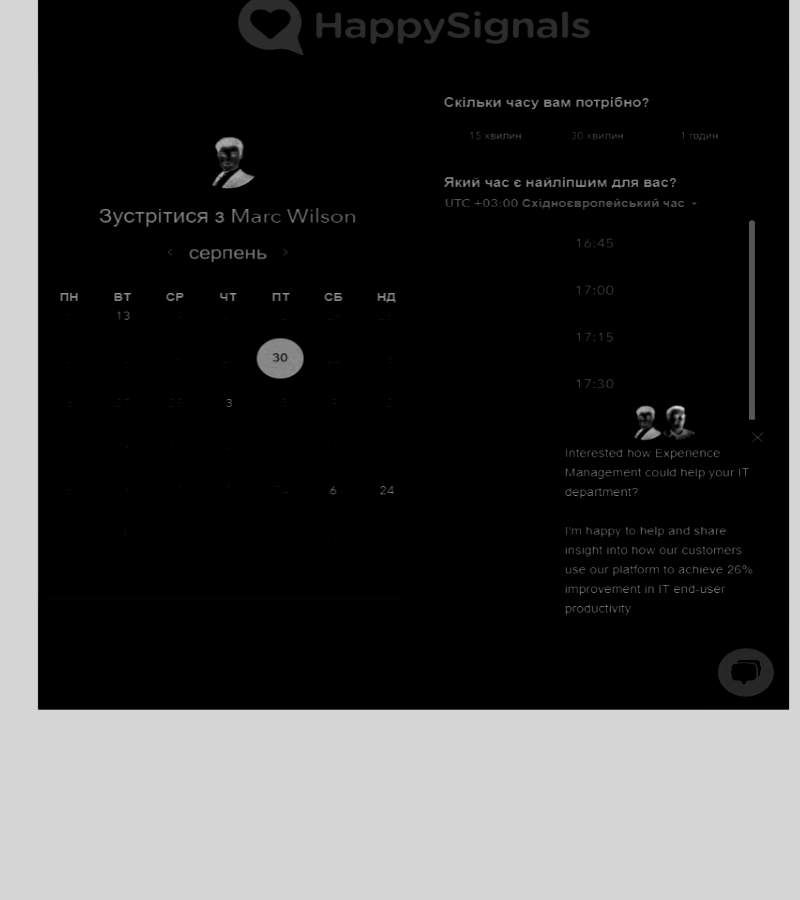 HappySignals
Зустрітися з Marc Wilson
серпень
ПН ВТ СР ЧТ ПТ СБ НД
13
30
27 28 3
6 24
Скільки часу вам потрібно?
15 хвилин 30 хвилин 1 годин
Який час є найліпшим для вас?
UTC +03:00 Східноєвропейський час
16:45
17:00
17:15
17:30
Interested how Experience
Management could help your IT
department?
I'm happy to help and share
insight into how our customers
use our platform to achieve 26%
improvement in IT end-user
productivity